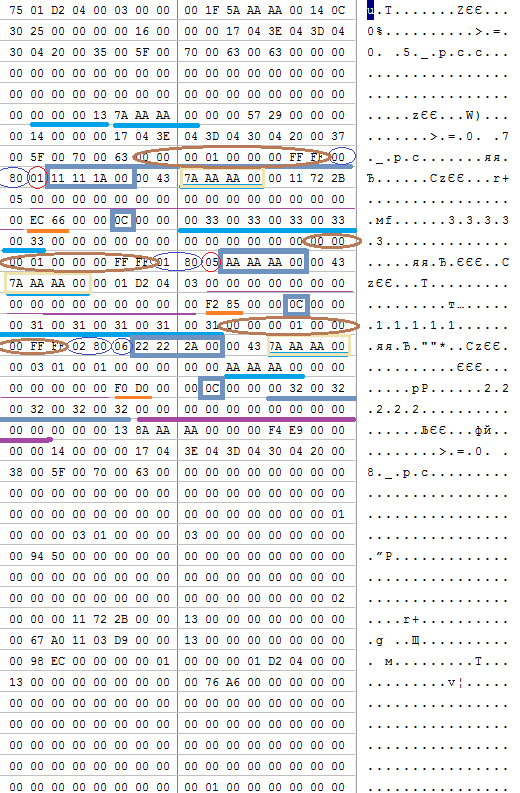 75 01 D2 04 00 03 00 00 00 1F 5A AA AA 00 14 0C u.Т.......ZЄЄ...
30 25 00 00 00 00 16 00 00 00 17 04 3E 04 3D 04 0%..........>.=.
30 04 20 00 35 00 5F 00 70 00 63 00 63 00 00 00 0. .5._.p.c.c...
00 00 00 00 00 00 00 00 00 00 00 00 00 00 00 00 ................
00 00 00 00 00 00 00 00 00 00 00 00 00 00 00 00 ................
00 00 00 00 13 7A AA AA 00 00 00 57 29 00 00 00 .....zЄЄ...W)...
00 14 00 00 00 17 04 3E 04 3D 04 30 04 20 00 37 .......>.=.0. .7
00 5F 00 70 00 63 00 00 00 00 01 00 00 FF FF 00 ._.p.c.......яя.
80 01 11 11 1A 00 00 43 7A AA AA 00 00 11 72 2B Ђ......CzЄЄ...r+
05 00 00 00 00 00 00 00 00 00 00 00 00 00 00 00 ................
00 EC 66 00 00 0C 00 00 00 33 00 33 00 33 00 33 .мf......3.3.3.3
00 33 00 00 00 00 00 00 00 00 00 00 00 00 00 00 .3..............
00 01 00 00 00 FF FF 01 80 05 AA AA AA 00 00 43 .....яя.Ђ.ЄЄЄ..C
7A AA AA 00 00 00 01 D2 04 00 03 00 00 00 00 00 zЄЄ....Т........
00 00 00 00 00 00 00 00 00 F2 85 00 00 0C 00 00 .........т….....
00 31 00 31 00 31 00 31 00 31 00 00 00 01 00 00 .1.1.1.1.1......
00 FF FF 02 80 06 22 22 2A 00 00 43 7A AA AA 00 .яя.Ђ.""*..CzЄЄ.
00 03 01 00 01 00 00 00 00 00 AA AA AA 00 00 00 ..........ЄЄЄ...
00 00 00 00 00 F0 D0 00 00 0C 00 00 00 32 00 32 .....рР......2.2
00 32 00 32 00 32 00 00 00 00 00 00 00 00 00 00 .2.2.2..........
00 00 00 00 00 13 8A AA AA 00 00 00 F4 E9 00 00 ......ЉЄЄ...фй..
00 00 14 00 00 00 17 04 3E 04 3D 04 30 04 20 00 ........>.=.0. .
38 00 5F 00 70 00 63 00 00 00 00 00 00 00 00 00 8._.p.c.........
00 00 00 00 00 00 00 00 00 00 00 00 00 00 00 00 ................
00 00 00 00 00 00 00 00 00 00 00 00 00 00 00 01 ................
00 00 00 03 01 00 00 00 00 03 00 00 00 00 00 00 ................
00 94 50 00 00 00 00 00 00 00 00 00 00 00 00 00 .”P.............
00 00 00 00 00 00 00 00 00 00 00 00 00 00 00 00 ................
00 00 00 00 00 00 00 00 00 00 00 00 00 00 00 02 ................
00 00 00 11 72 2B 00 00 13 00 00 00 00 00 00 00 ....r+..........
00 67 A0 11 03 D9 00 00 13 00 00 00 00 00 00 00 .g ..Щ..........
00 98 EC 00 00 00 00 01 00 00 00 01 D2 04 00 00 . м.........Т...
13 00 00 00 00 00 00 00 00 76 A6 00 00 00 00 00 .........v¦.....
00 00 00 00 00 00 00 00 00 00 00 00 00 00 00 00 ................
00 00 00 00 00 00 00 00 00 00 00 00 00 00 00 00 ................
00 00 00 00 00 00 00 00 00 00 00 00 00 00 00 00 ................
00 00 00 00 00 00 00 00 00 00 00 00 00 00 00 00 ................
00 00 00 00 00 00 00 00 00 01 00 00 00 00 00 00 ................